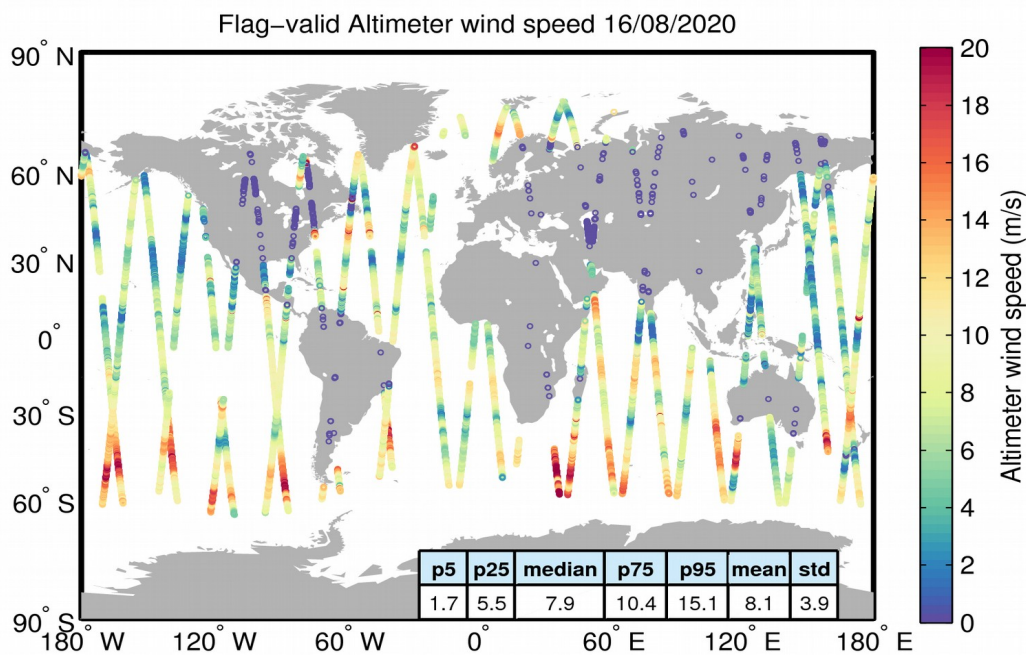 Flag−valid Altimeter wind speed 16/08/2020
90° N
60° N
30° N
0°
30° S
60° S
90° S
180° W
120° W
60° W
0°
60° E
120° E
180° E
p5 p25 median p75 p95 mean std
1.7 5.5 7.9 10.4 15.1 8.1 3.9
20
18
16
14
12
10
8
6
4
2
0
Altimeter wind speed (m/s)